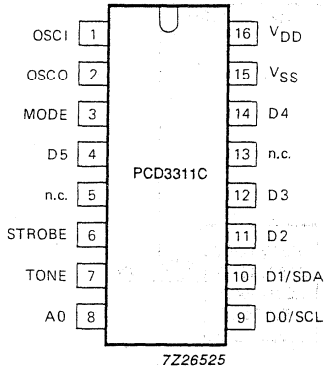 OSCI 1 16 VDD
OSCO 2 15 VSS
MODE 3 14 D4
D5 4 13 n.c.
PCD3311C
n.c. 5 12 D3
STROBE 6 11 D2
TONE 7 10 D1/SDA
A0 8 9 D0/SCL
7Z26525